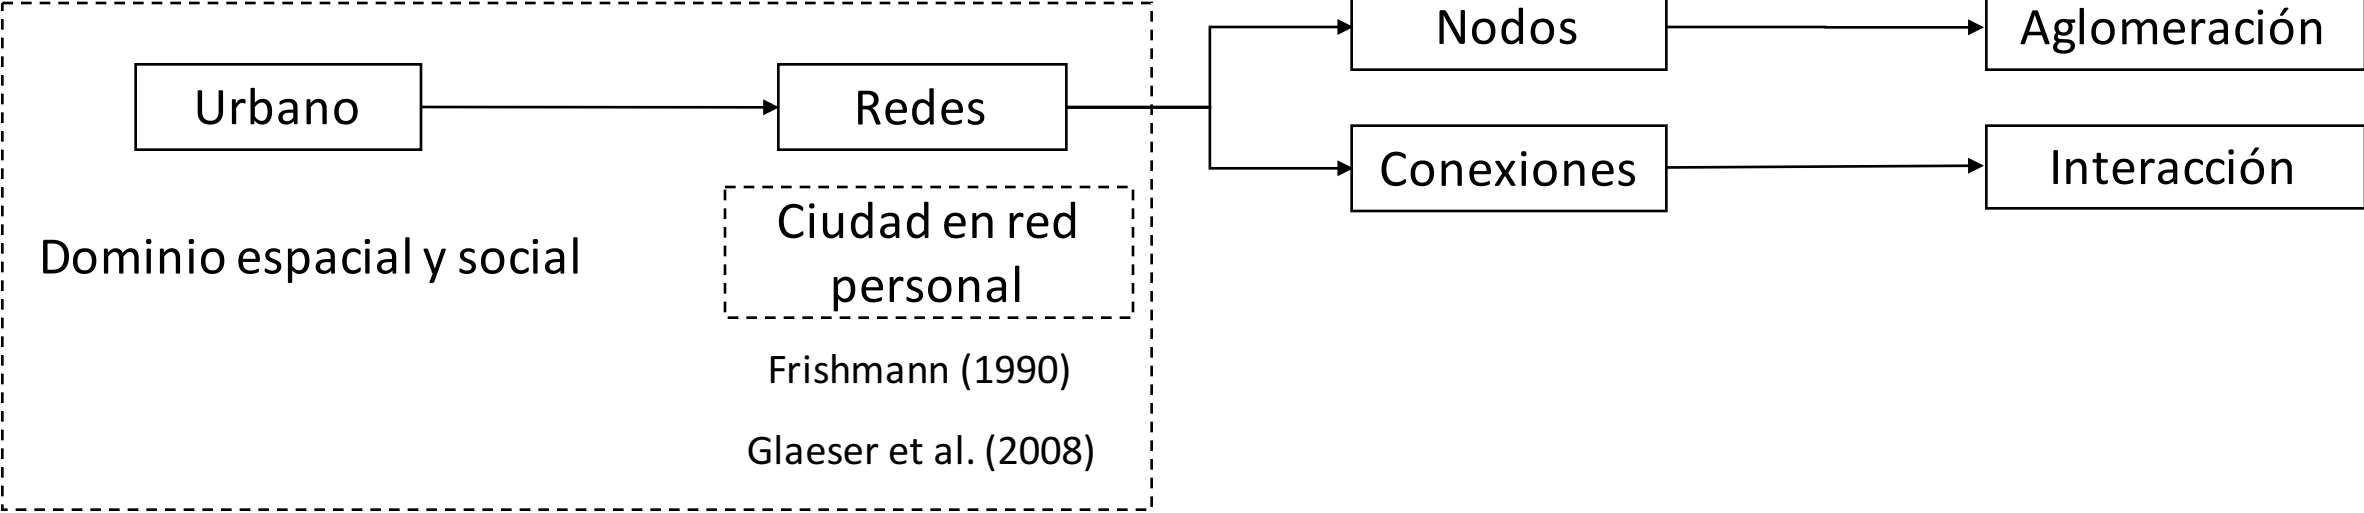 Nodos
Aglomeración
Urbano
Redes
Conexiones
Interacción
Ciudad en red
personal
Dominio espacial y social
Frishmann (1990)
Glaeser et al. (2008)